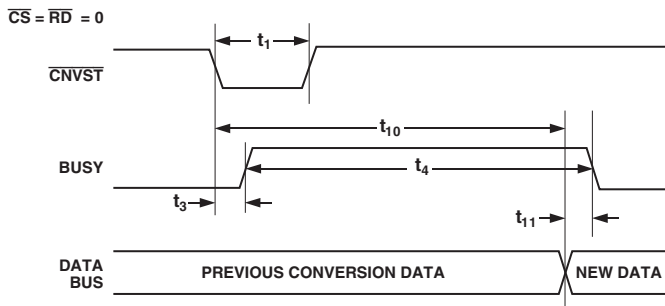 CS = RD = 0
t1
CNVST
t10
BUSY
t4
t3
t11
DATA
BUS
PREVIOUS CONVERSION DATA
NEW DATA